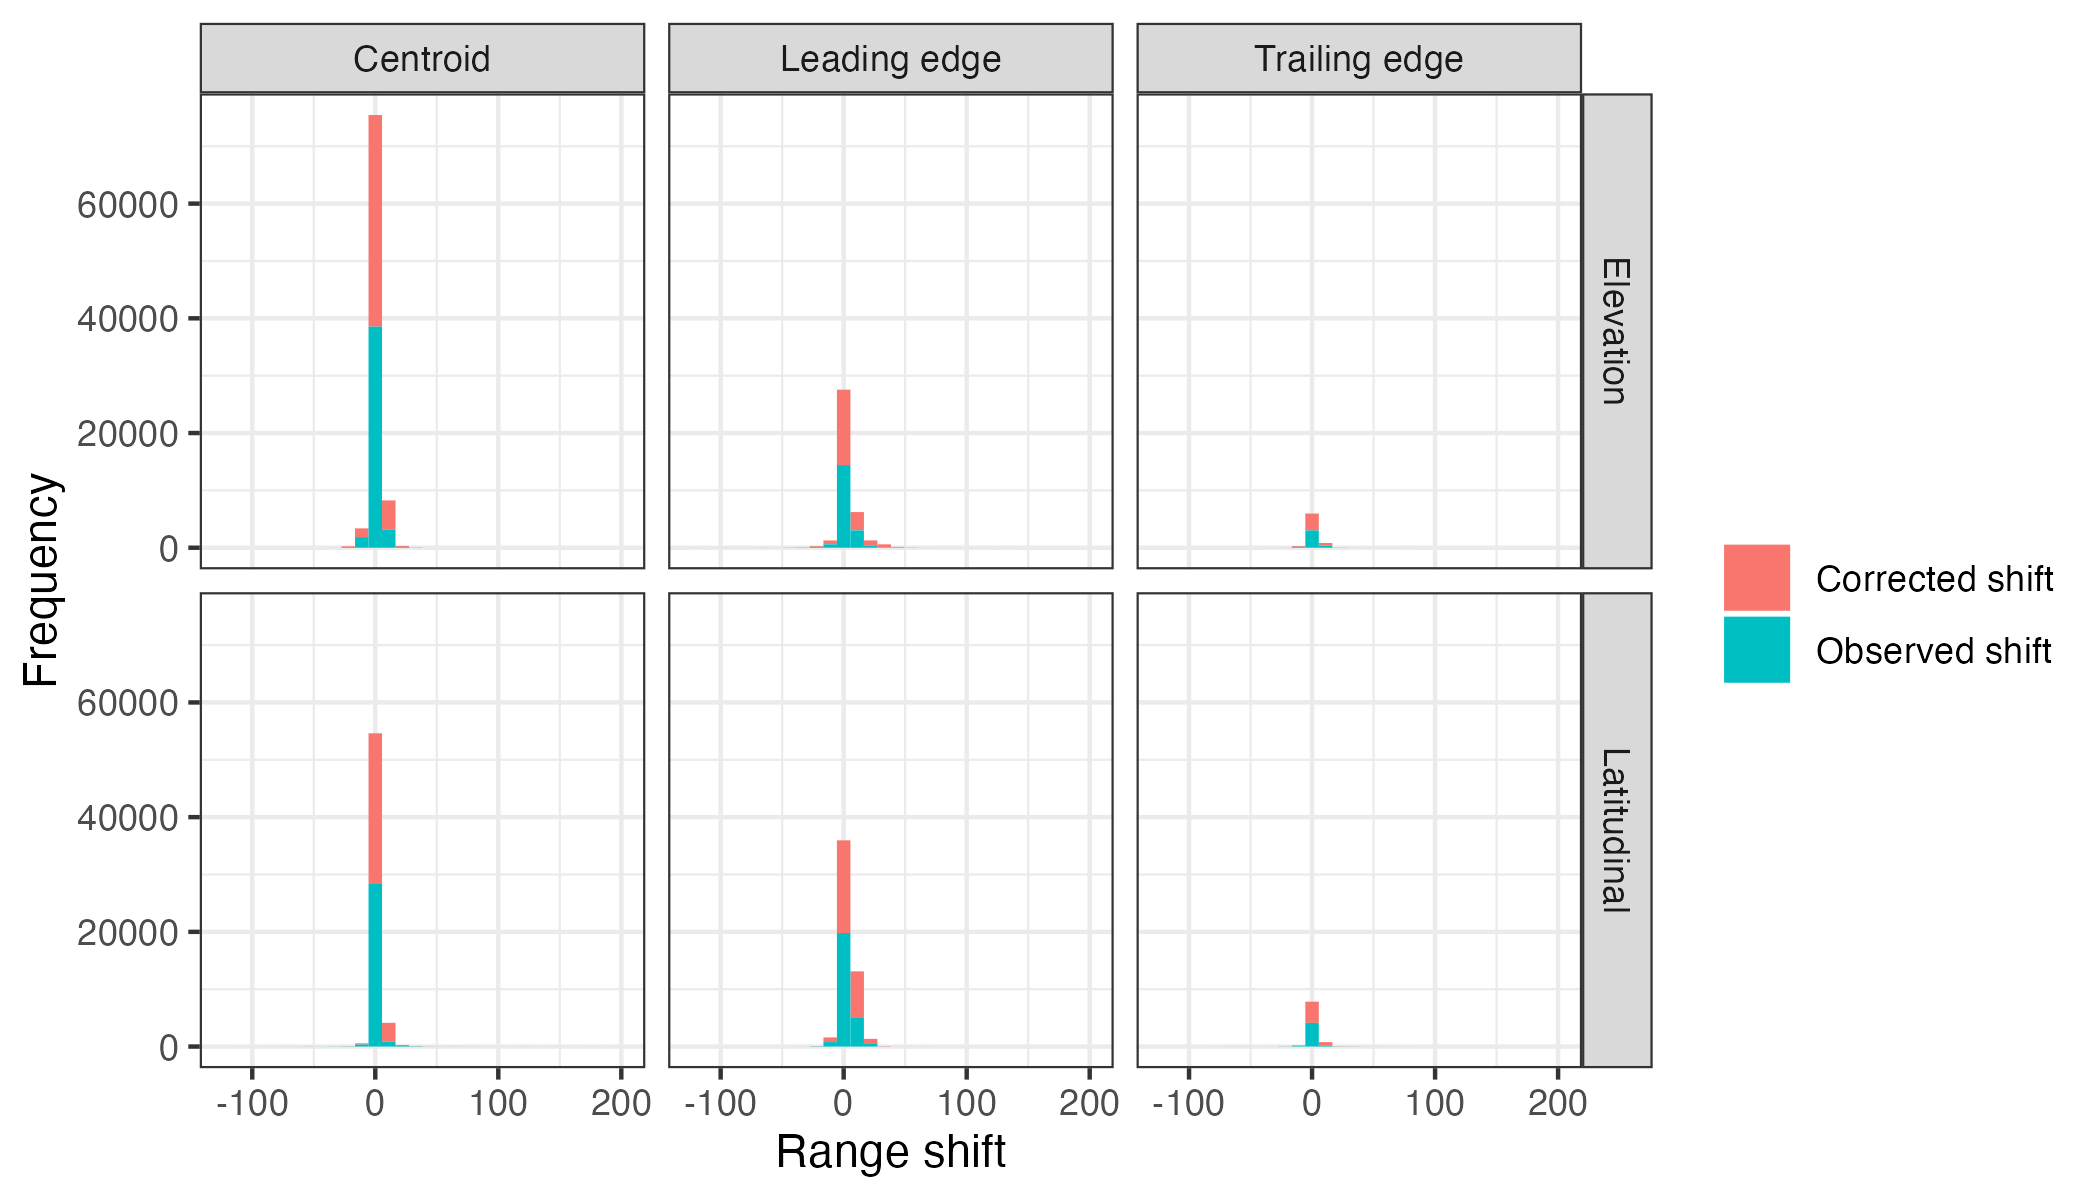 Centroid
Leading edge
Trailing edge
60000
40000
20000
0
Elevation
60000
40000
20000
0
Latitudinal
Frequency
-100 0 100 200
-100 0 100 200
-100 0 100 200
Range shift
Corrected shift
Observed shift